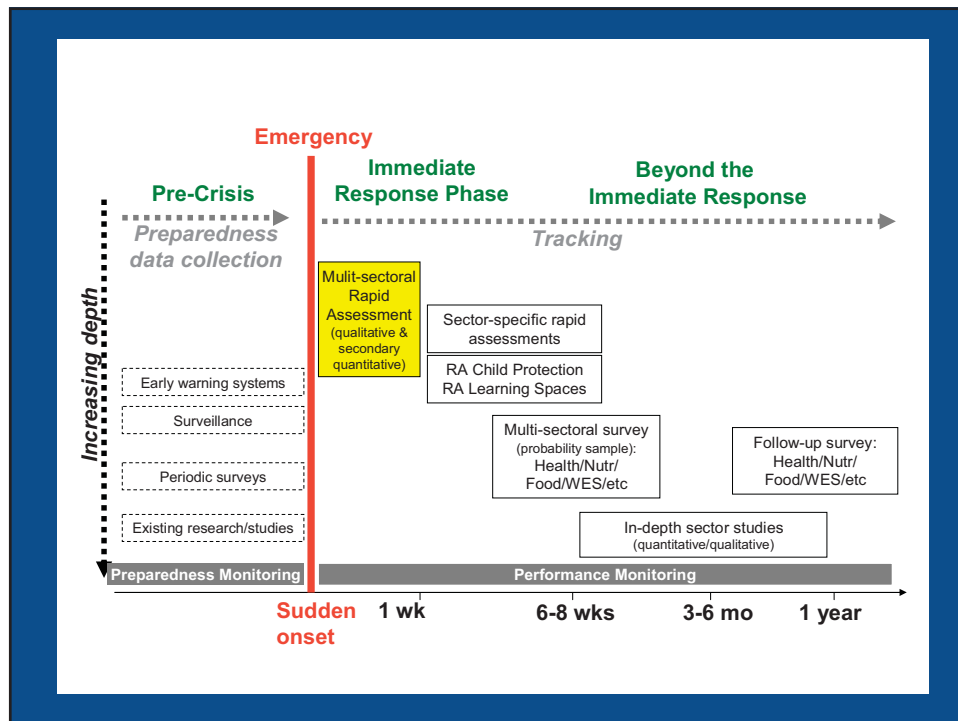 Emergency
Pre-Crisis
Immediate
Response Phase
Beyond the
Immediate Response
Preparedness
data collection
Tracking
Increasing depth
Mulit-sectoral
Rapid
Assessment
(qualitative &
secondary
quantitative)
Sector-specific rapid
assessments
RA Child Protection
RA Learning Spaces
Early warning systems
Surveillance
Periodic surveys
Existing research/studies
Multi-sectoral survey
(probability sample):
Health/Nutr/
Food/WES/etc
Follow-up survey:
Health/Nutr/
Food/WES/etc
In-depth sector studies
(quantitative/qualitative)
Preparedness Monitoring
Performance Monitoring
Sudden
onset
1 wk
6-8 wks
3-6 mo
1 year